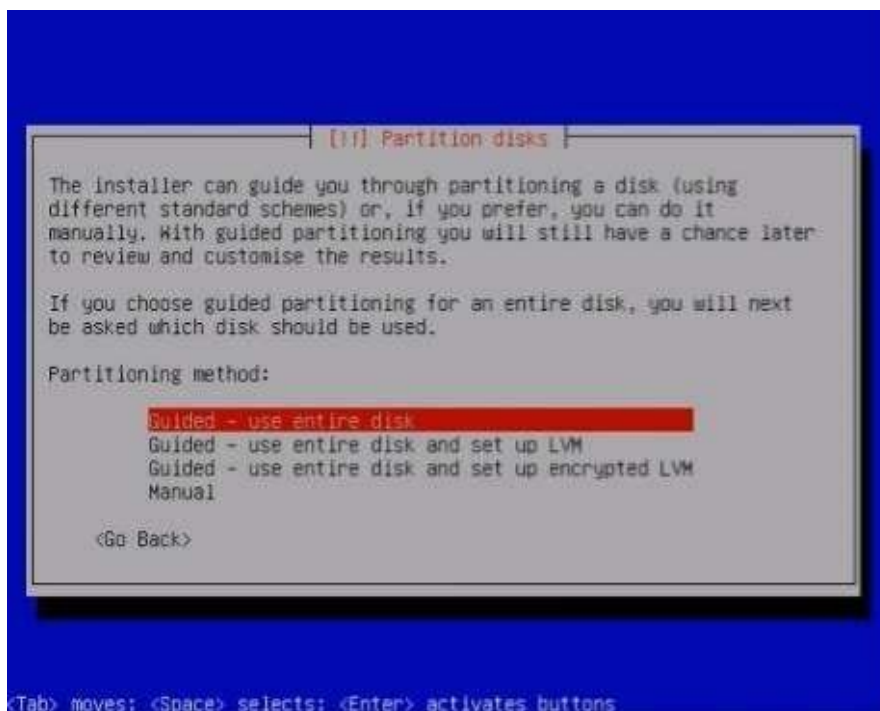 [!!] Partition disks
The installer can guide you through partitioning a disk (using
different standard schemes) or, if you prefer, you can do it
manually. With guided partitioning you will still have a chance later
to review and customise the results.
If you choose guided partitioning for an entire disk, you will next
be asked which disk should be used.
Partitioning method:
Guided - use entire disk
Guided - use entire disk and set up LVM
Guided - use entire disk and set up encrypted LVM
Manual
<Go Back>
<Tab> moves; <Space> selects; <Enter> activates buttons